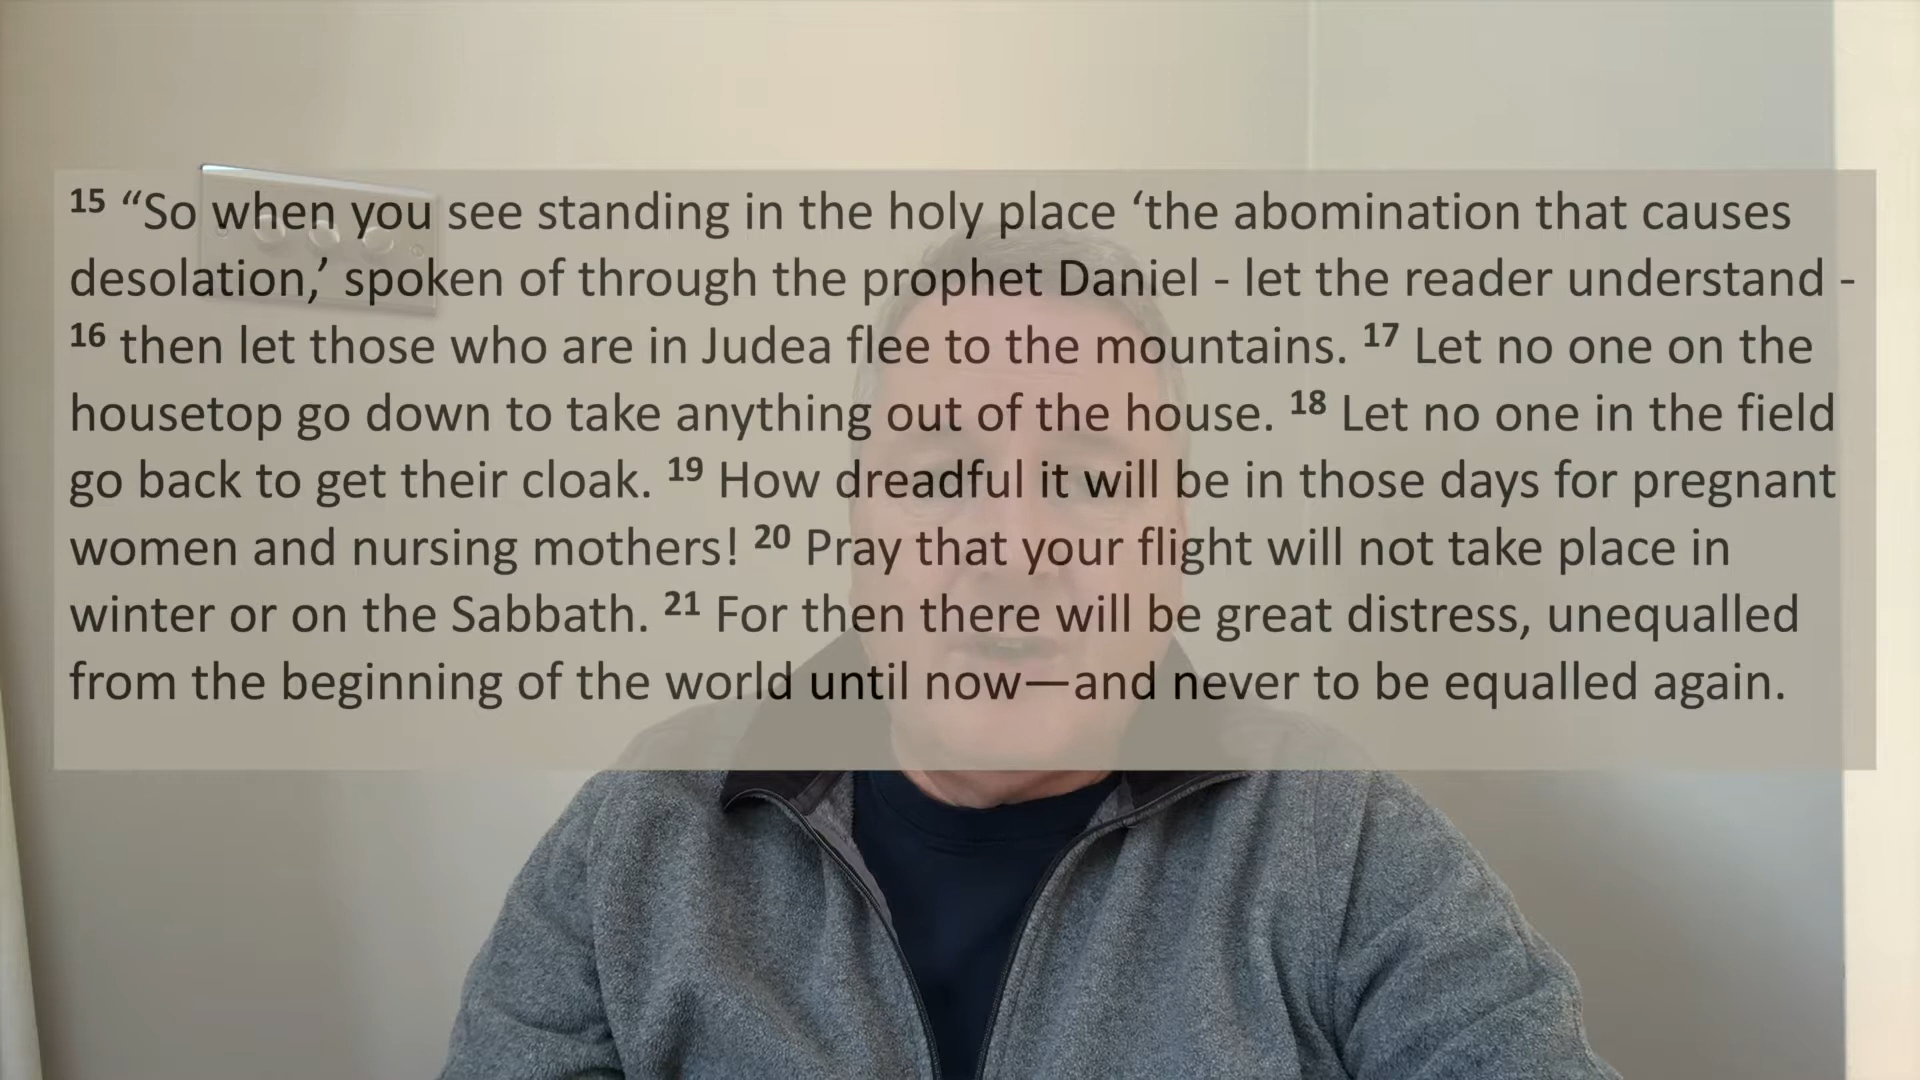 15 “So when you see standing in the holy place ‘the abomination that causes
desolation,’ spoken of through the prophet Daniel - let the reader understand -
16 then let those who are in Judea flee to the mountains. 17 Let no one on the
housetop go down to take anything out of the house. 18 Let no one in the field
go back to get their cloak. 19 How dreadful it will be in those days for pregnant
women and nursing mothers! 20 Pray that your flight will not take place in
winter or on the Sabbath. 21 For then there will be great distress, unequalled
from the beginning of the world until now—and never to be equalled again.